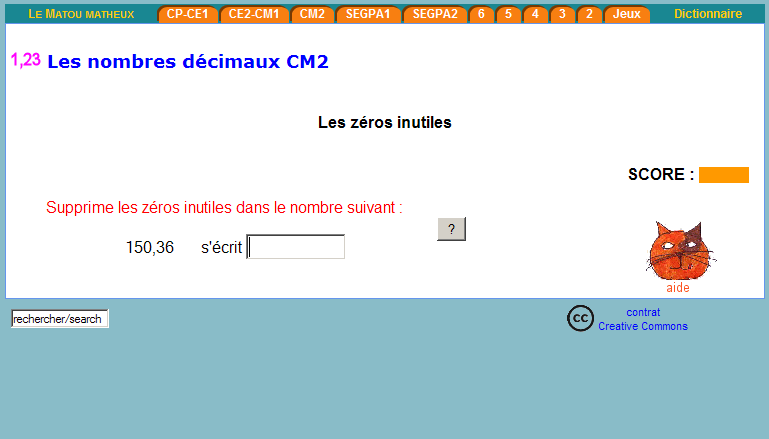 LE MATOU MATHEUX CP-CE1 CE2-CM1 CM2 SEGPA1 SEGPA2 6 5 4 3 2 Jeux Dictionnaire
1,23 Les nombres décimaux CM2
Les zéros inutiles
SCORE :
Supprime les zéros inutiles dans le nombre suivant :
?
150,36 s'écrit
aide
rechercher/search
cc contrat
Creative Commons